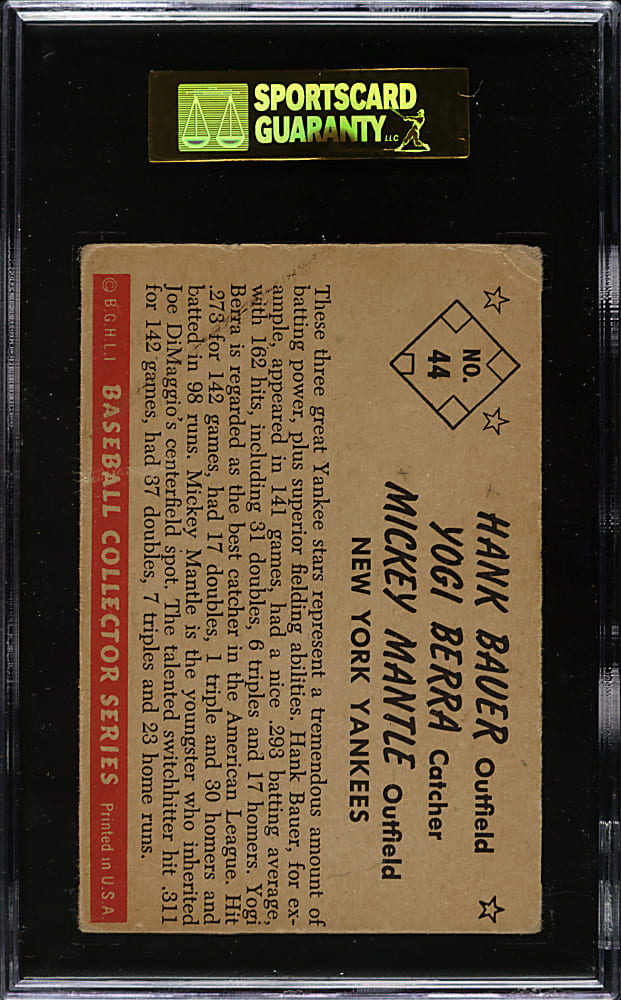 SPORTSCARD
GUARANTY LLC
NO.
44
HANK BAUER Outfield
YOGI BERRA Catcher
MICKEY MANTLE Outfield
NEW YORK YANKEES
These three great Yankee stars represent a tremendous amount of
batting power, plus superior fielding abilities. Hank Bauer, for ex-
ample, appeared in 141 games, had a nice .293 batting average,
with 162 hits, including 31 doubles, 6 triples and 17 homers. Yogi
Berra is regarded as the best catcher in the American League. Hit
.273 for 142 games, had 17 doubles, 1 triple and 30 homers and
batted in 98 runs. Mickey Mantle is the youngster who inherited
Joe DiMaggio's centerfield spot. The talented switchhitter hit .311
for 142 games, had 37 doubles, 7 triples and 23 home runs.
© B.G.H.L.I BASEBALL COLLECTOR SERIES Printed in U.S.A.